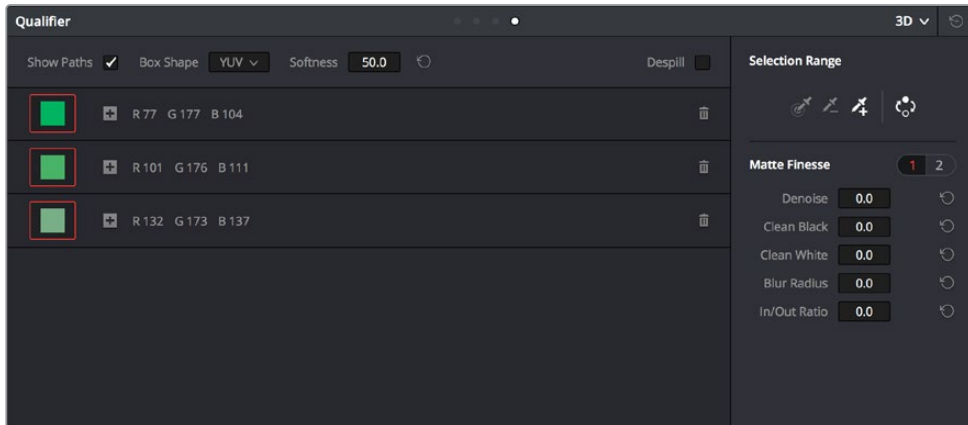 Qualifier 3D
Show Paths Box Shape YUV Softness 50.0 Despill
R 77 G 177 B 104
R 101 G 176 B 111
R 132 G 173 B 137
Selection Range
Matte Finesse 1 2
Denoise 0.0
Clean Black 0.0
Clean White 0.0
Blur Radius 0.0
In/Out Ratio 0.0